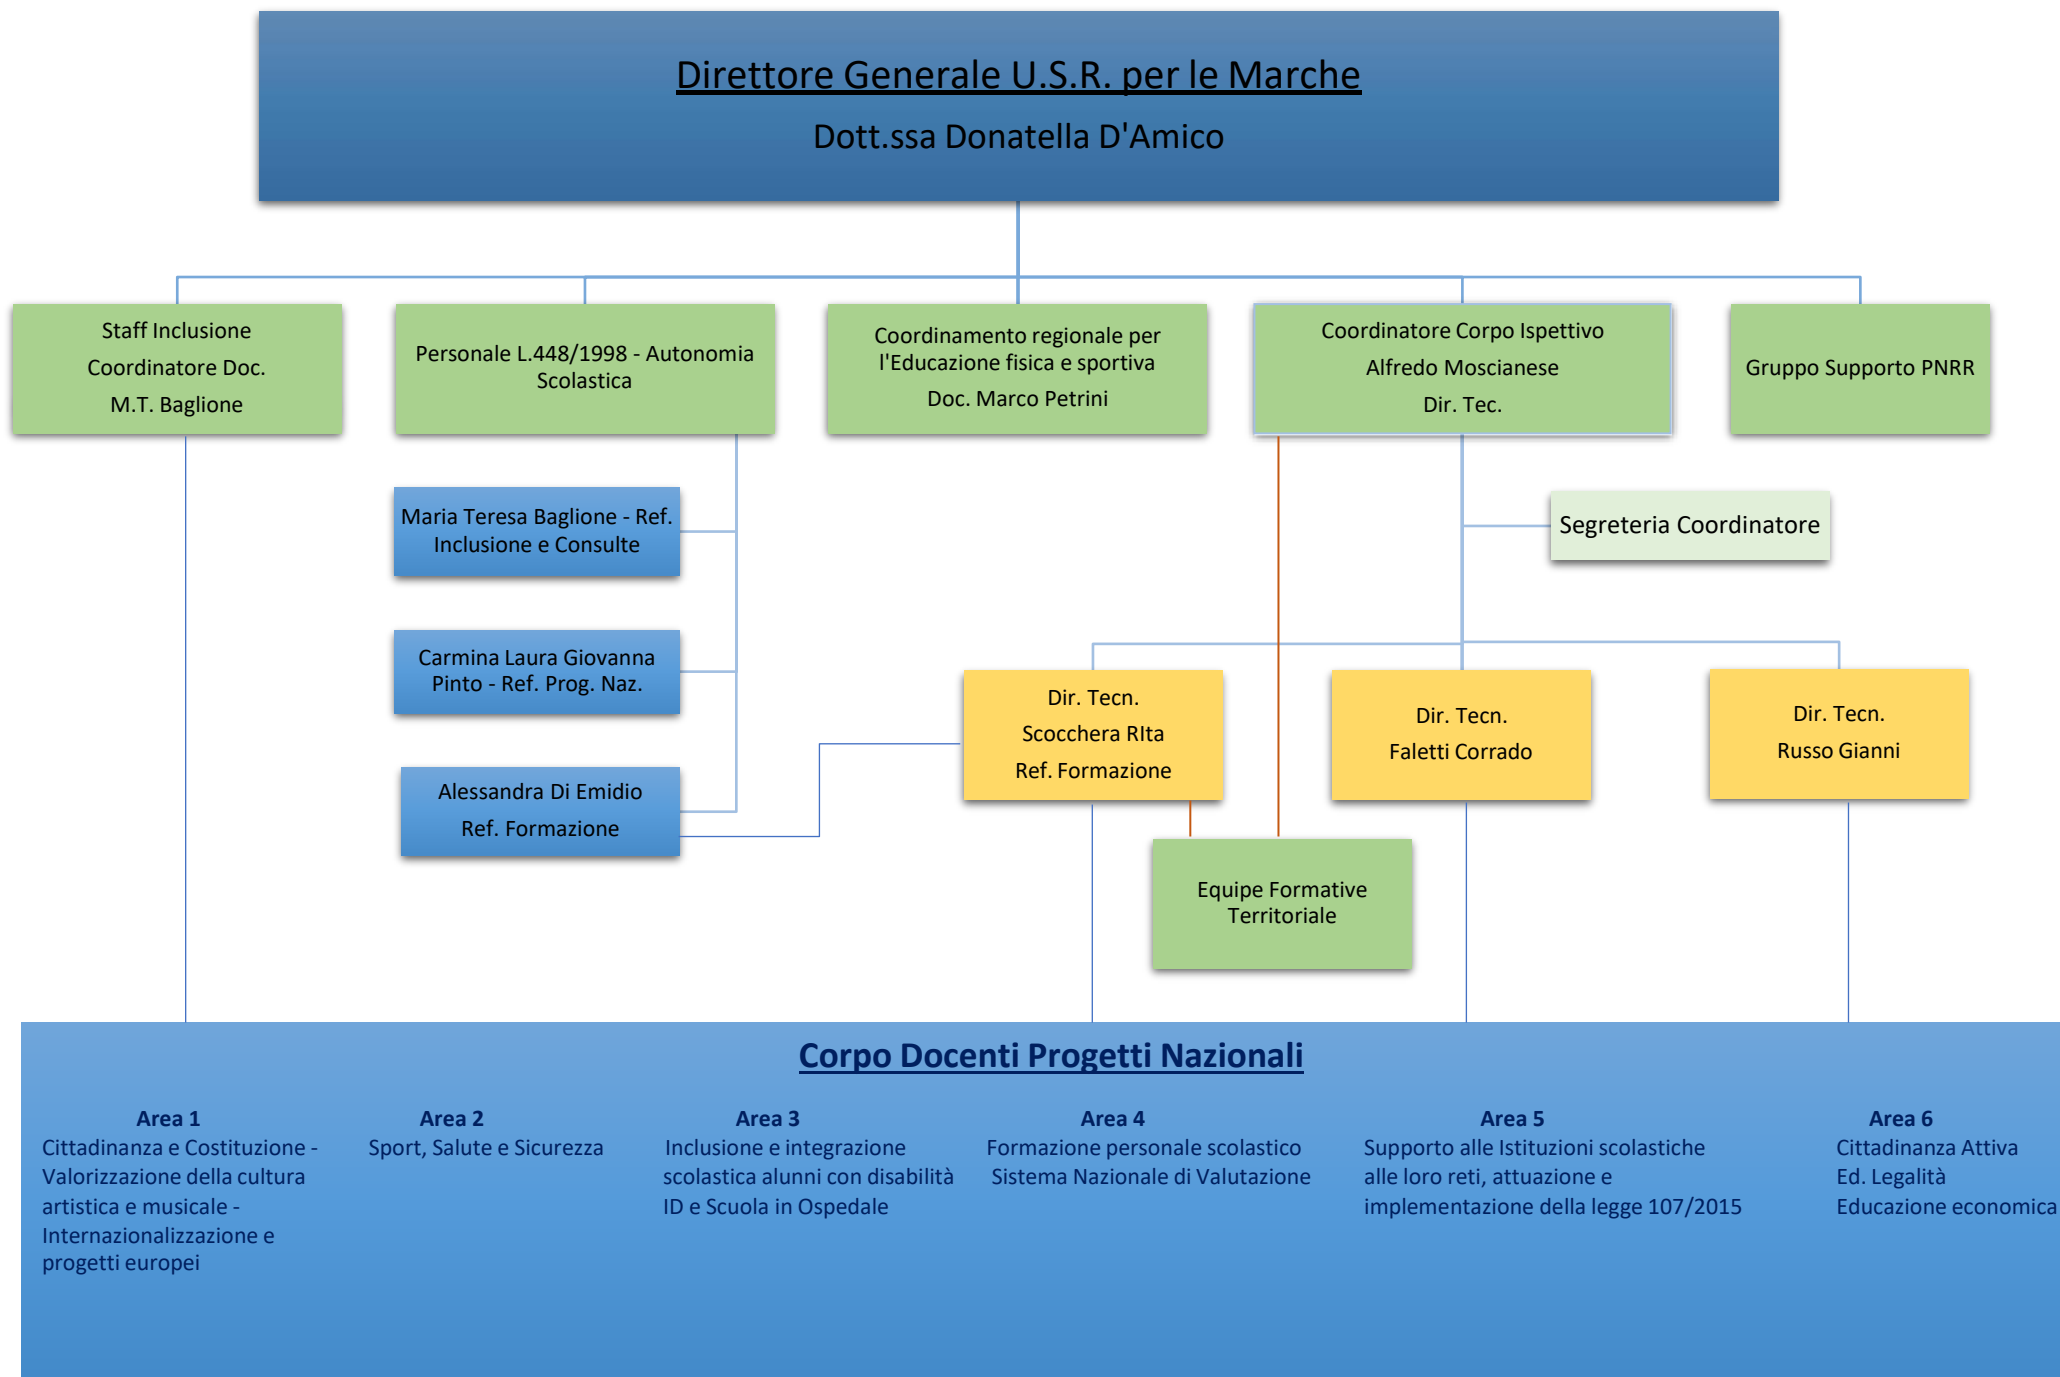 Direttore Generale U.S.R. per le Marche
Dott.ssa Donatella D'Amico
Staff Inclusione
Coordinatore Doc.
M.T. Baglione
Personale L.448/1998 - Autonomia
Scolastica
Coordinamento regionale per
l'Educazione fisica e sportiva
Doc. Marco Petrini
Coordinatore Corpo Ispettivo
Alfredo Moscianese
Dir. Tec.
Gruppo Supporto PNRR
Maria Teresa Baglione - Ref.
Inclusione e Consulte
Segreteria Coordinatore
Carmina Laura Giovanna
Pinto - Ref. Prog. Naz.
Dir. Tecn.
Scocchera RIta
Ref. Formazione
Dir. Tecn.
Faletti Corrado
Dir. Tecn.
Russo Gianni
Alessandra Di Emidio
Ref. Formazione
Equipe Formative
Territoriale
Corpo Docenti Progetti Nazionali
Area 1
Cittadinanza e Costituzione -
Valorizzazione della cultura
artistica e musicale -
Internazionalizzazione e
progetti europei
Area 2
Sport, Salute e Sicurezza
Area 3
Inclusione e integrazione
scolastica alunni con disabilità
ID e Scuola in Ospedale
Area 4
Formazione personale scolastico
Sistema Nazionale di Valutazione
Area 5
Supporto alle Istituzioni scolastiche
alle loro reti, attuazione e
implementazione della legge 107/2015
Area 6
Cittadinanza Attiva
Ed. Legalità
Educazione economica